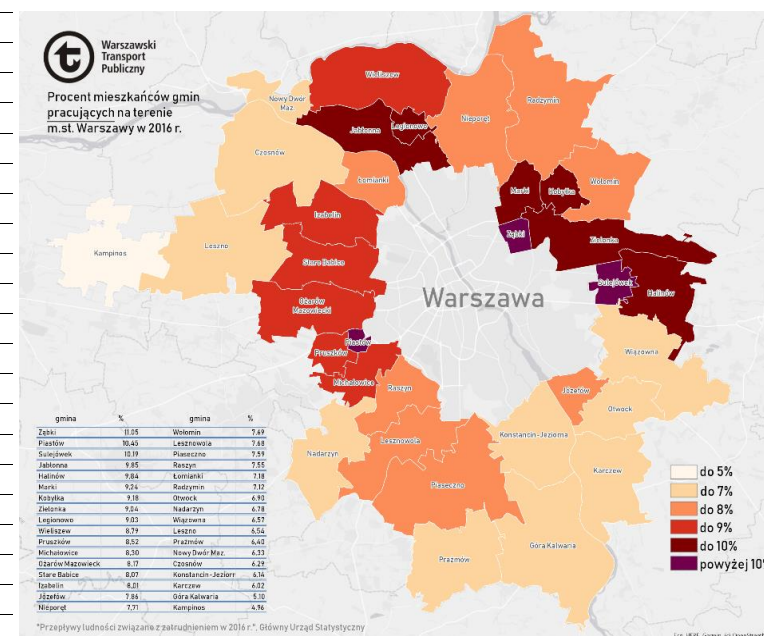 Warszawski
Transport
Publiczny
Procent mieszkańców gmin
pracujących na terenie
m.st. Warszawy w 2016 r.
Wieliszew
Nowy Dwór
Maz.
Radzymin
Nieporęt
Jabłonna
Legionowo
Czosnów
Łomianki
Wołomin
Marki
Kobyłka
Izabelin
Ząbki
Zielonka
Leszno
Kampinos
Stare Babice
Sulejówek
Halinów
Warszawa
Ożarów
Mazowiecki
Piastów
Pruszków
Wiązowna
Michałowice
Raszyn
Józefów
Otwock
Konstancin-Jeziorna
Lesznowola
Nadarzyn
Karczew
Piaseczno
Góra Kalwaria
Prażmów
gmina % gmina %
Ząbki 11.05 Wołomin 7.69
Piastów 10.45 Lesznowola 7.68
Sulejówek 10.19 Piaseczno 7.59
Jabłonna 9.85 Raszyn 7.55
Halinów 9.84 Łomianki 7.18
Marki 9.24 Radzymin 7.12
Kobyłka 9.18 Otwock 6.90
Zielonka 9.04 Nadarzyn 6.78
Legionowo 9.03 Wiązowna 6.57
Wieliszew 8.79 Leszno 6.54
Pruszków 8.52 Prażmów 6.40
Michałowice 8.30 Nowy Dwór Maz. 6.33
Ożarów Mazowieck 8.17 Czosnów 6.29
Stare Babice 8.07 Konstancin-Jeziorr 6.14
Izabelin 8.01 Karczew 6.02
Józefów 7.86 Góra Kalwaria 5.10
Nieporęt 7.71 Kampinos 4.96
do 5%
do 7%
do 8%
do 9%
do 10%
powyżej 10%
"Przepływy ludności związane z zatrudnieniem w 2016 r.", Główny Urząd Statystyczny